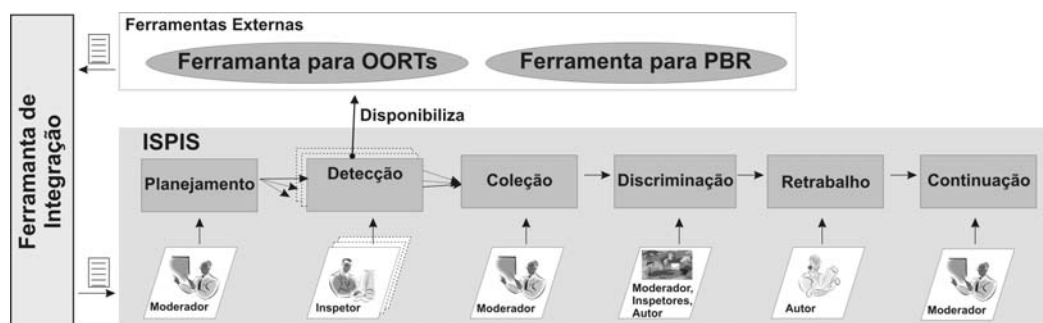 Ferramanta de
Integração
Ferramentas Externas
Ferramanta para OORTs
Ferramenta para PBR
Disponibiliza
ISPIS
Planejamento
Detecção
Coleção
Discriminação
Retrabalho
Continuação
Moderador
Inspetor
Moderador
Moderador,
Inspetores,
Autor
Autor
Moderador